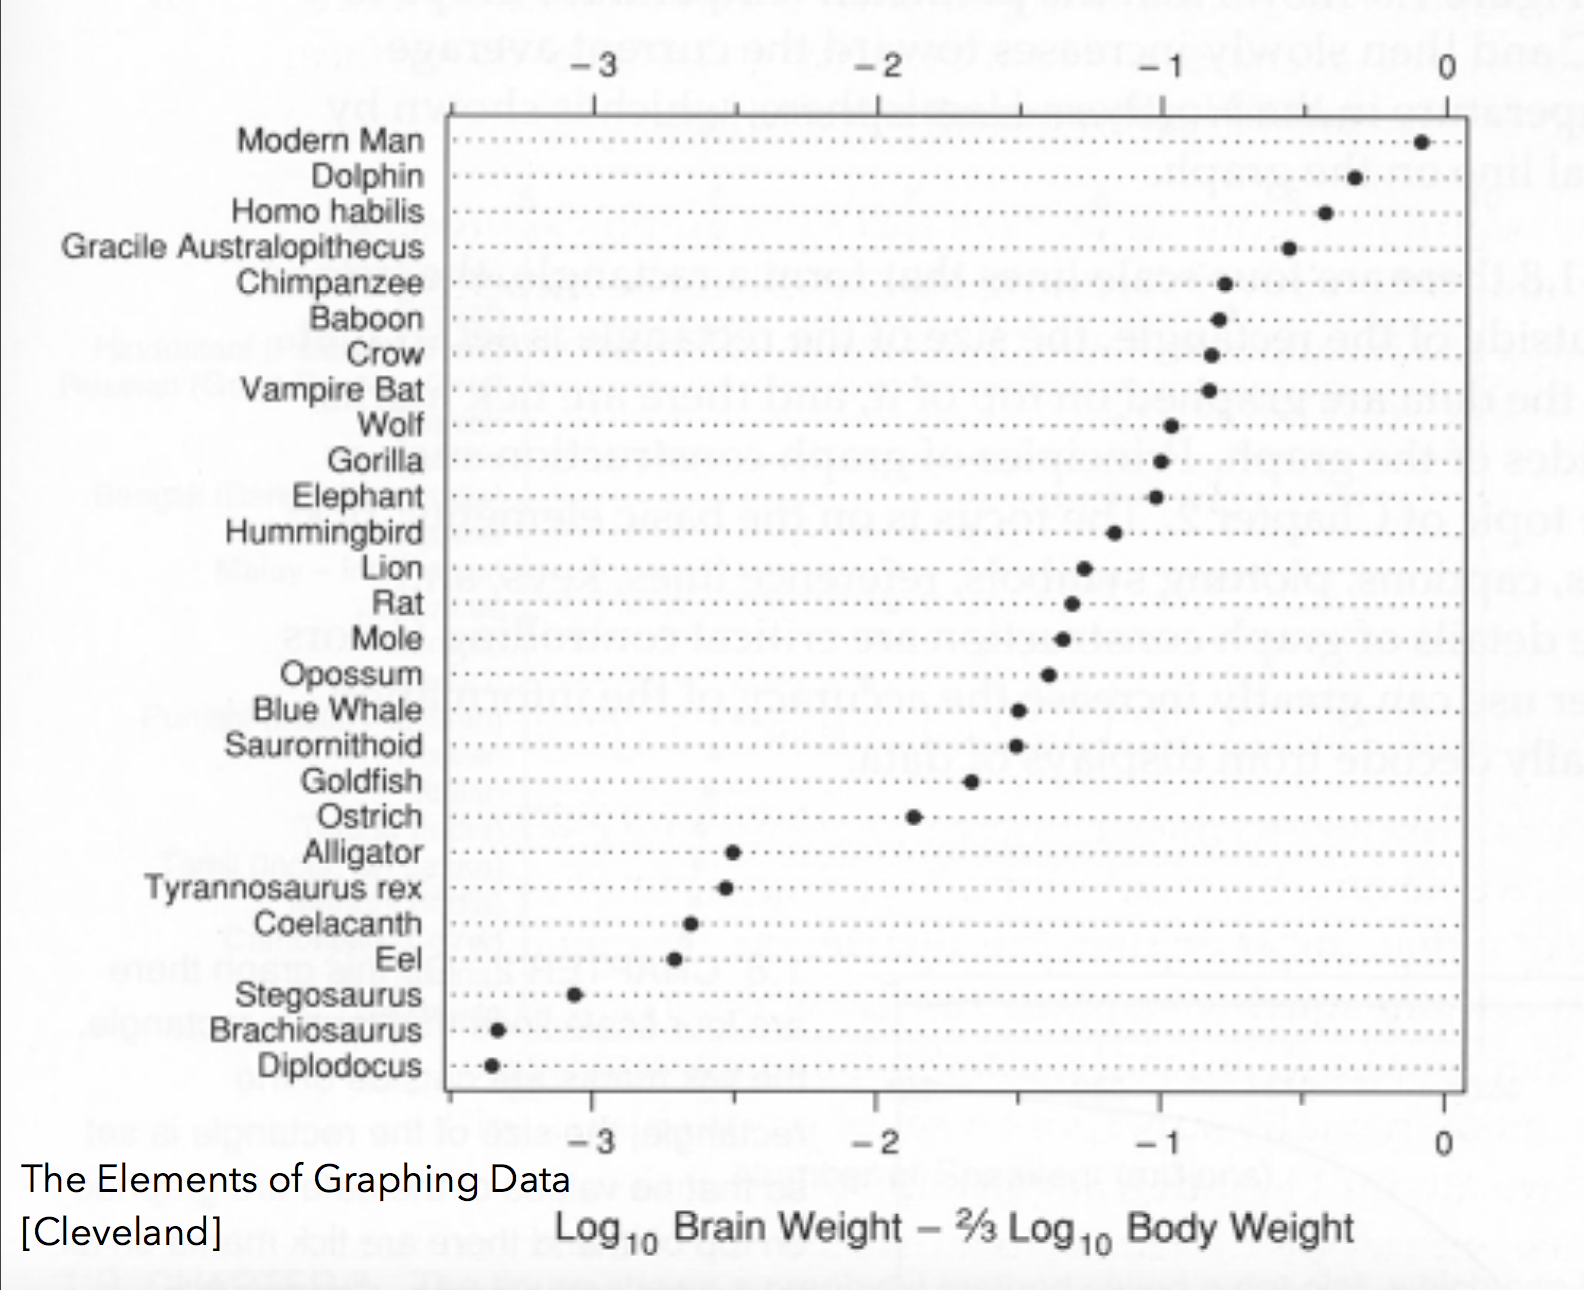 −3 −2 −1 0
Modern Man
Dolphin
Homo habilis
Gracile Australopithecus
Chimpanzee
Baboon
Crow
Vampire Bat
Wolf
Gorilla
Elephant
Hummingbird
Lion
Rat
Mole
Opossum
Blue Whale
Saurornithoid
Goldfish
Ostrich
Alligator
Tyrannosaurus rex
Coelacanth
Eel
Stegosaurus
Brachiosaurus
Diplodocus
−3 −2 −1 0
The Elements of Graphing Data
[Cleveland]
Log₁₀ Brain Weight − ⅔ Log₁₀ Body Weight